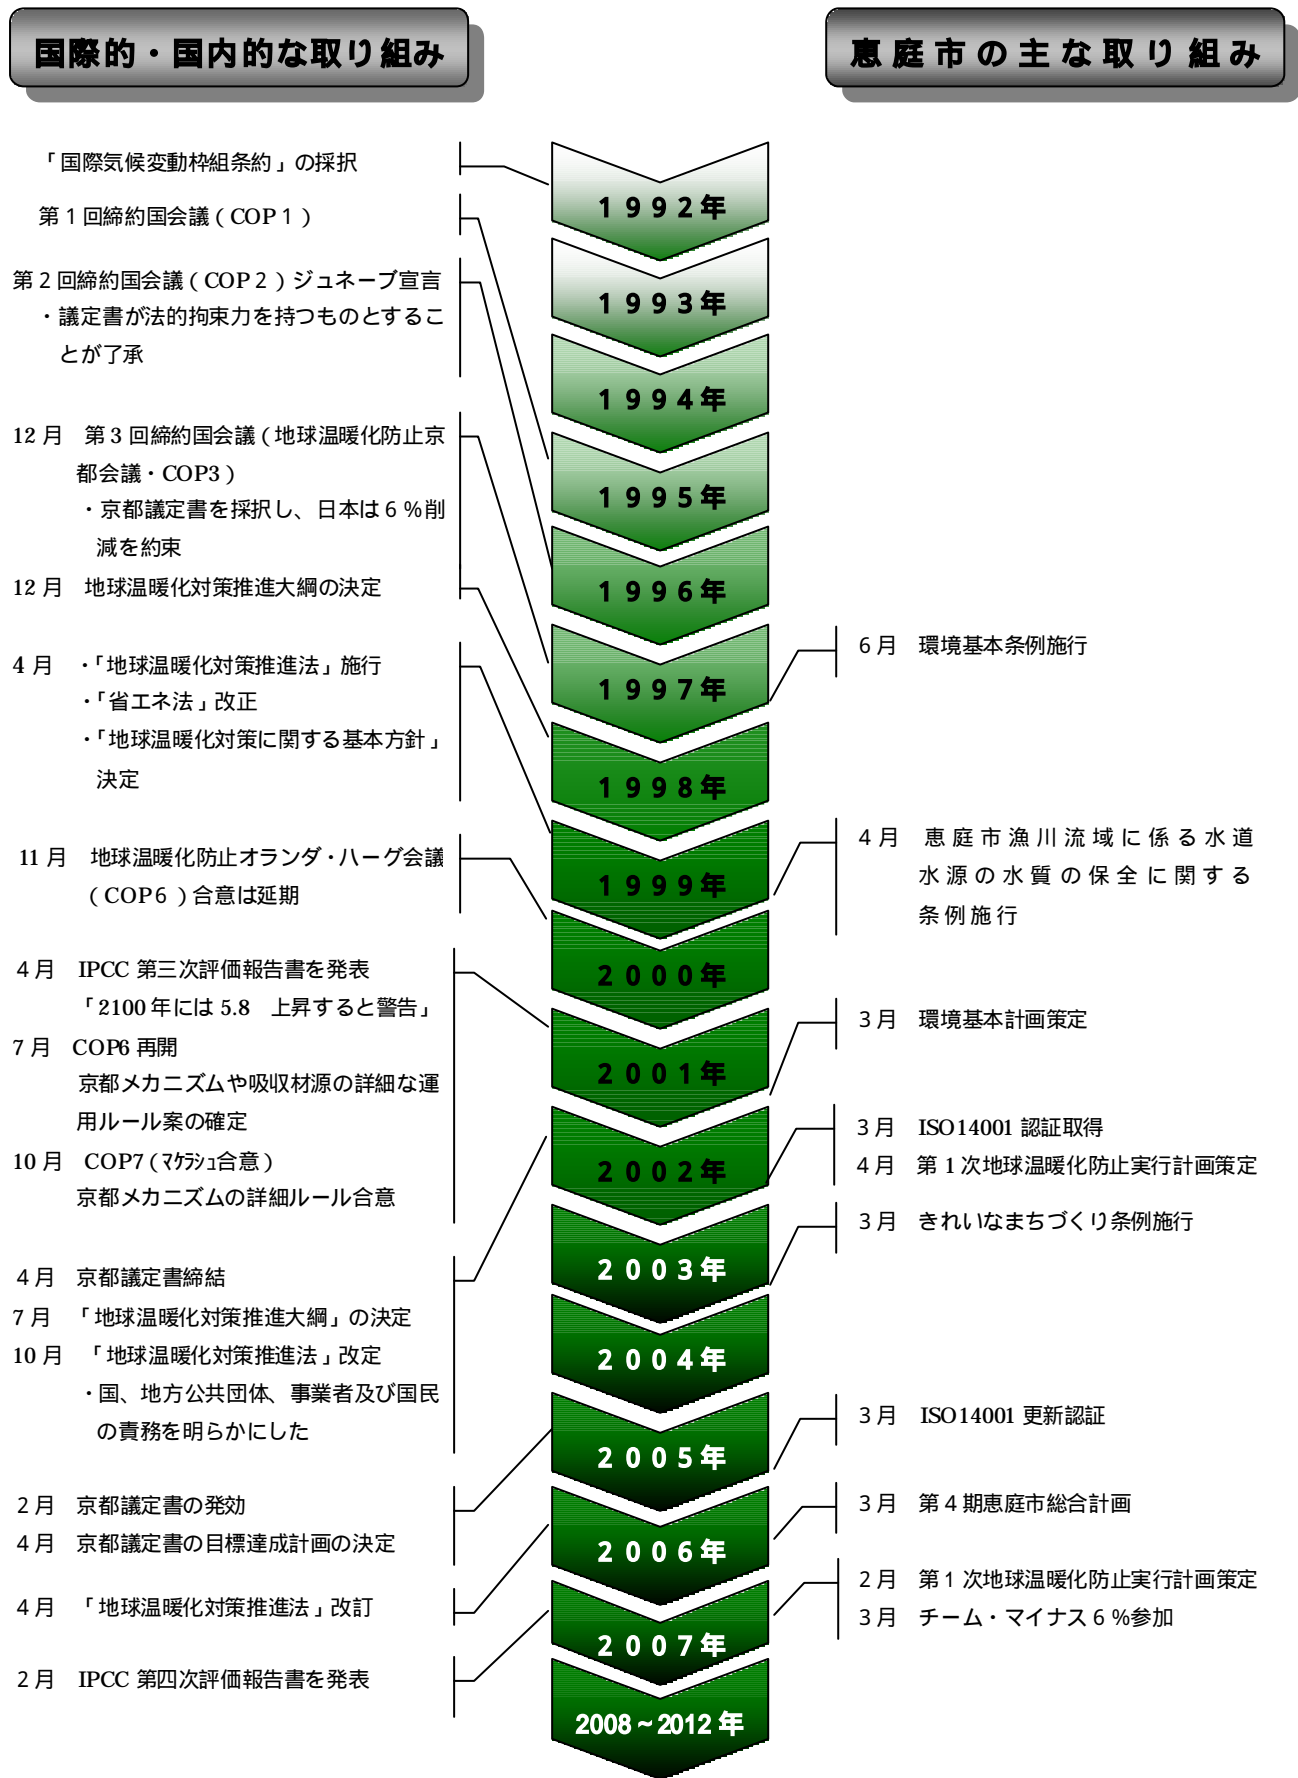 国際的・国内的な取り組み
恵庭市の主な取り組み
「国際気候変動枠組条約」の採択
第1回締約国会議(COP1)
第2回締約国会議(COP2)ジュネーブ宣言
・議定書が法的拘束力を持つものとするこ
とが了承
12月 第3回締約国会議(地球温暖化防止京
都会議・COP3)
・京都議定書を採択し、日本は6%削
減を約束
12月 地球温暖化対策推進大綱の決定
4月 ・「地球温暖化対策推進法」施行
・「省エネ法」改正
・「地球温暖化対策に関する基本方針」
決定
11月 地球温暖化防止オランダ・ハーグ会議
(COP6)合意は延期
4月 IPCC 第三次評価報告書を発表
「2100年には5.8 上昇すると警告」
7月 COP6 再開
京都メカニズムや吸収材源の詳細な運
用ルール案の確定
10月 COP7(マケラシュ合意)
京都メカニズムの詳細ルール合意
4月 京都議定書締結
7月 「地球温暖化対策推進大綱」の決定
10月 「地球温暖化対策推進法」改定
・国、地方公共団体、事業者及び国民
の責務を明らかにした
2月 京都議定書の発効
4月 京都議定書の目標達成計画の決定
4月 「地球温暖化対策推進法」改訂
2月 IPCC 第四次評価報告書を発表
1992年
1993年
1994年
1995年
1996年
1997年
1998年
1999年
2000年
2001年
2002年
2003年
2004年
2005年
2006年
2007年
2008~2012年
6月 環境基本条例施行
4月 恵庭市漁川流域に係る水道
水源の水質の保全に関する
条例施行
3月 環境基本計画策定
3月 ISO14001 認証取得
4月 第1次地球温暖化防止実行計画策定
3月 きれいなまちづくり条例施行
3月 ISO14001 更新認証
3月 第4期恵庭市総合計画
2月 第1次地球温暖化防止実行計画策定
3月 チーム・マイナス6%参加